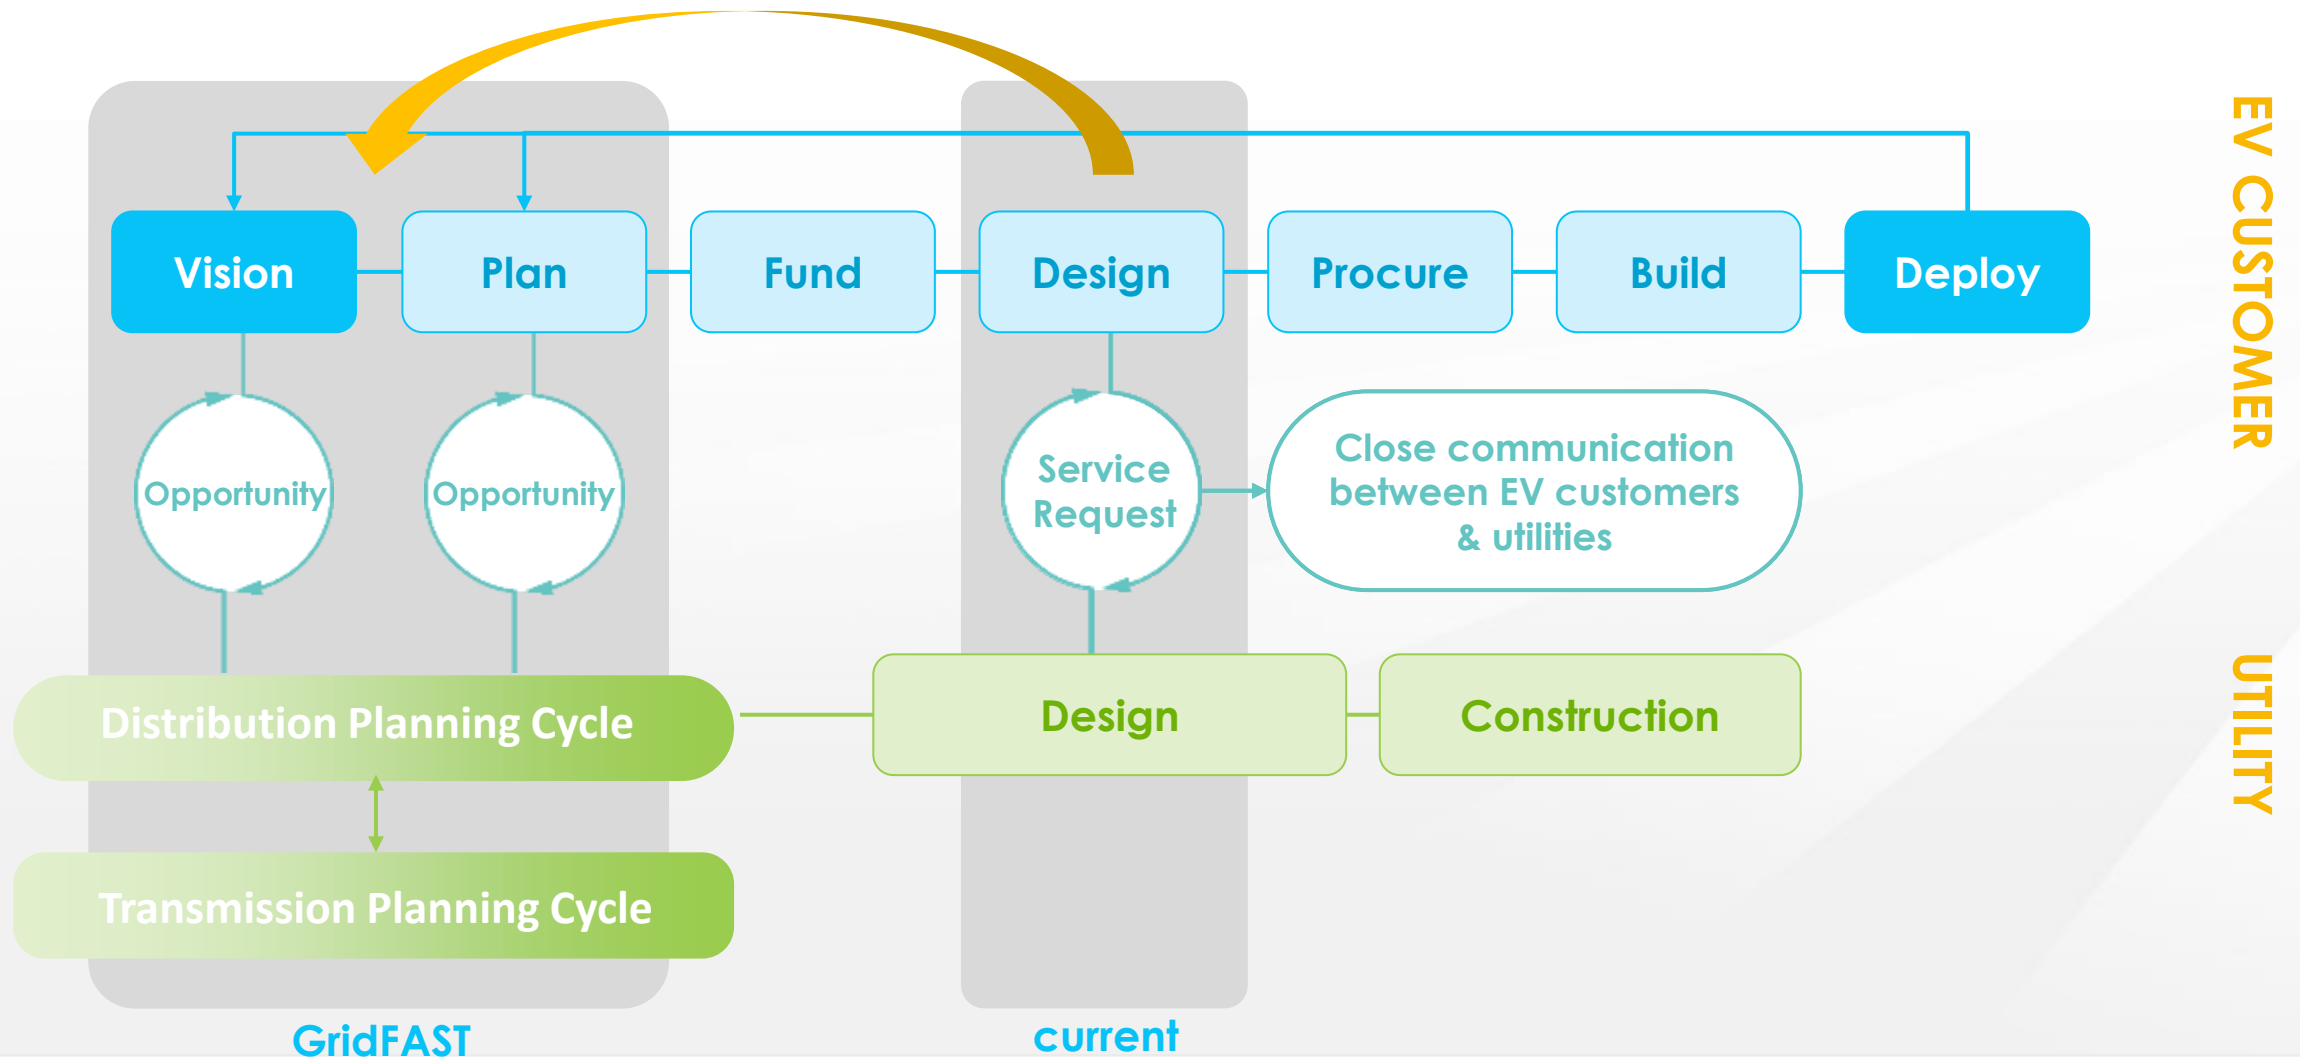 Vision
Plan
Fund
Design
Procure
Build
Deploy
EV CUSTOMER
Opportunity
Opportunity
Service
Request
Close communication
between EV customers
& utilities
Distribution Planning Cycle
Design
Construction
UTILITY
Transmission Planning Cycle
GridFAST
current